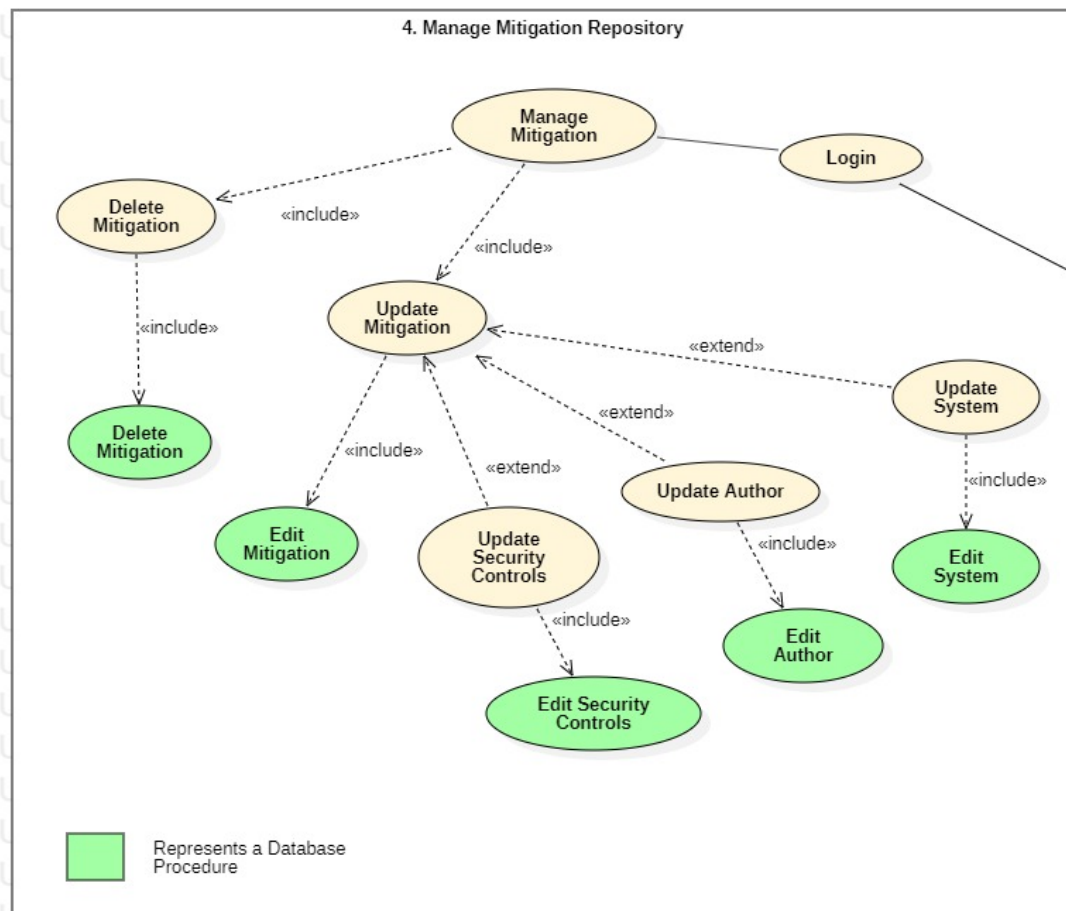 4. Manage Mitigation Repository
Manage
Mitigation
Login
Delete
Mitigation
«include»
«include»
Update
Mitigation
«include»
«extend»
Update
System
Delete
Mitigation
«extend»
«include»
«extend»
Update Author
«include»
Edit
Mitigation
Update
Security
Controls
«include»
Edit
System
«include»
Edit
Author
Edit Security
Controls
Represents a Database
Procedure